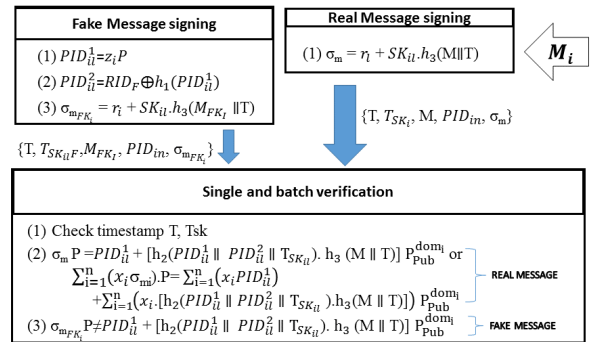 Fake Message signing
(1) 𝑃𝐼𝐷¹ᵢₗ=zᵢP
(2) 𝑃𝐼𝐷²ᵢₗ= 𝑅𝐼𝐷_F⊕h₁(𝑃𝐼𝐷¹ᵢₗ)
(3) σ_{m_{FKᵢ}} = rᵢ + SKᵢₗ.h₃(M_{FK_I} ∥T)
Real Message signing
(1) σₘ = rₗ + SKᵢₗ.h₃(M∥T)
Mᵢ
{T, T_{SKᵢₗF},M_{FK_I}, PIDᵢₙ, σ_{m_{FKᵢ}}}
{T, T_{SKᵢ}, M, PIDᵢₙ, σₘ}
Single and batch verification
(1) Check timestamp T, Tsk
(2) σₘ P =PID¹ᵢₗ + [h₂(PID¹ᵢₗ ∥ PID²ᵢₗ ∥ T_{SKᵢₗ}). h₃ (M ∥ T)] P_{Pub}^{domᵢ} or
∑ⁿᵢ₌₁(xᵢσₘᵢ).P= ∑ⁿᵢ₌₁(xᵢPID¹ᵢₗ)
+∑ⁿᵢ₌₁(xᵢ.[h₂(PID¹ᵢₗ ∥ PID²ᵢₗ ∥ T_{SKᵢₗ} ).h₃(M ∥ T)]) P_{Pub}^{domᵢ}
REAL MESSAGE
(3) σ_{m_{FKᵢ}}P≠PID¹ᵢₗ + [h₂(PID¹ᵢₗ ∥ PID²ᵢₗ ∥ T_{SKᵢₗ}). h₃ (M ∥ T)] P_{Pub}^{domᵢ}
FAKE MESSAGE